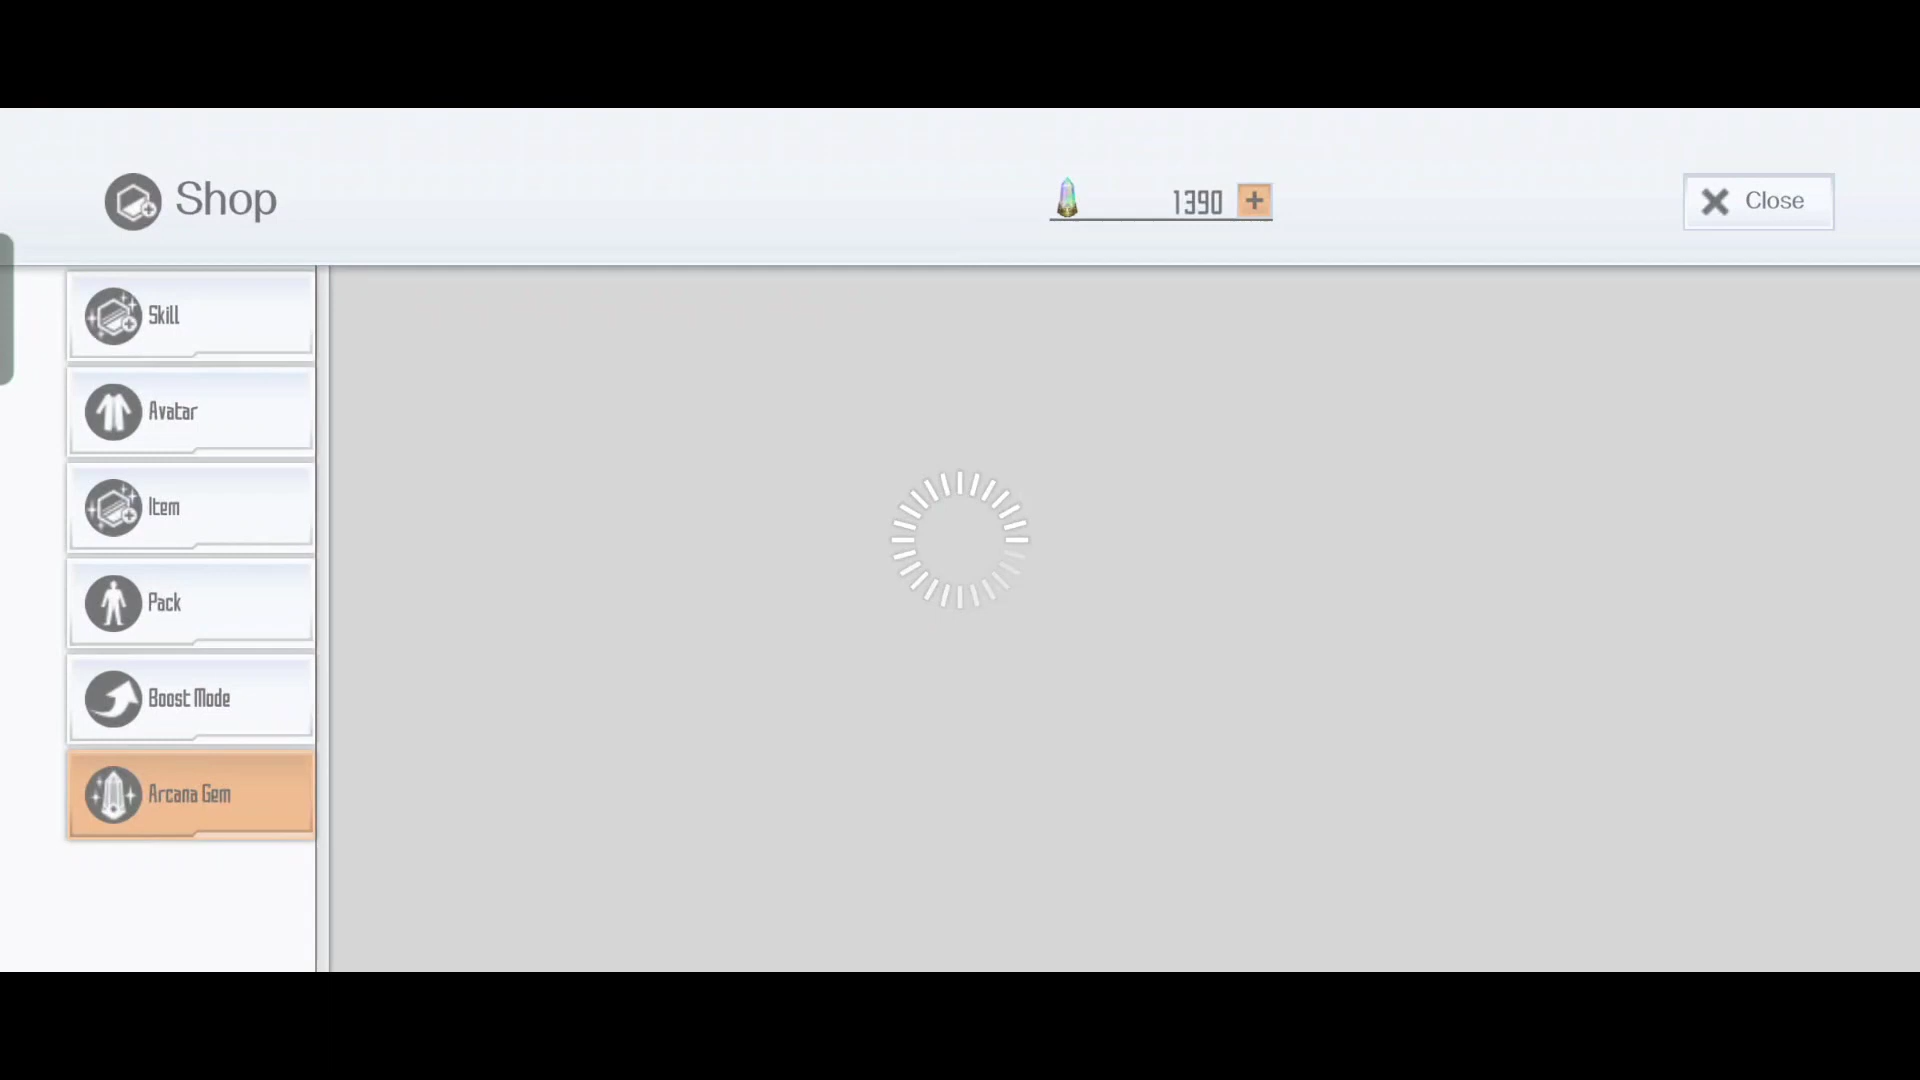 Shop
1390
Close
Skill
Avatar
Item
Pack
Boost Mode
Arcana Gem